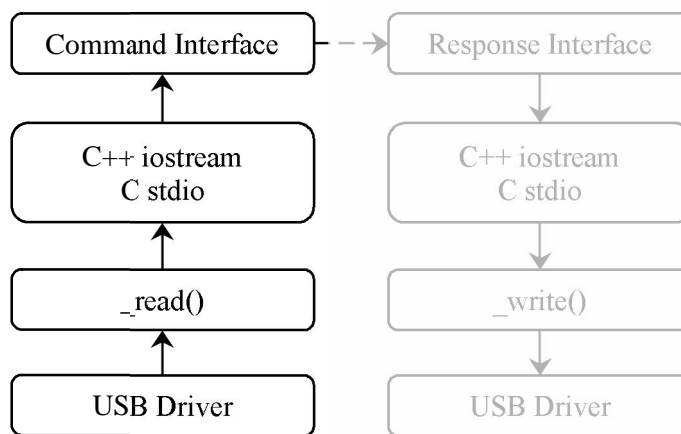 Command Interface
C++ iostream
C stdio
_read()
USB Driver
Response Interface
C++ iostream
C stdio
_write()
USB Driver